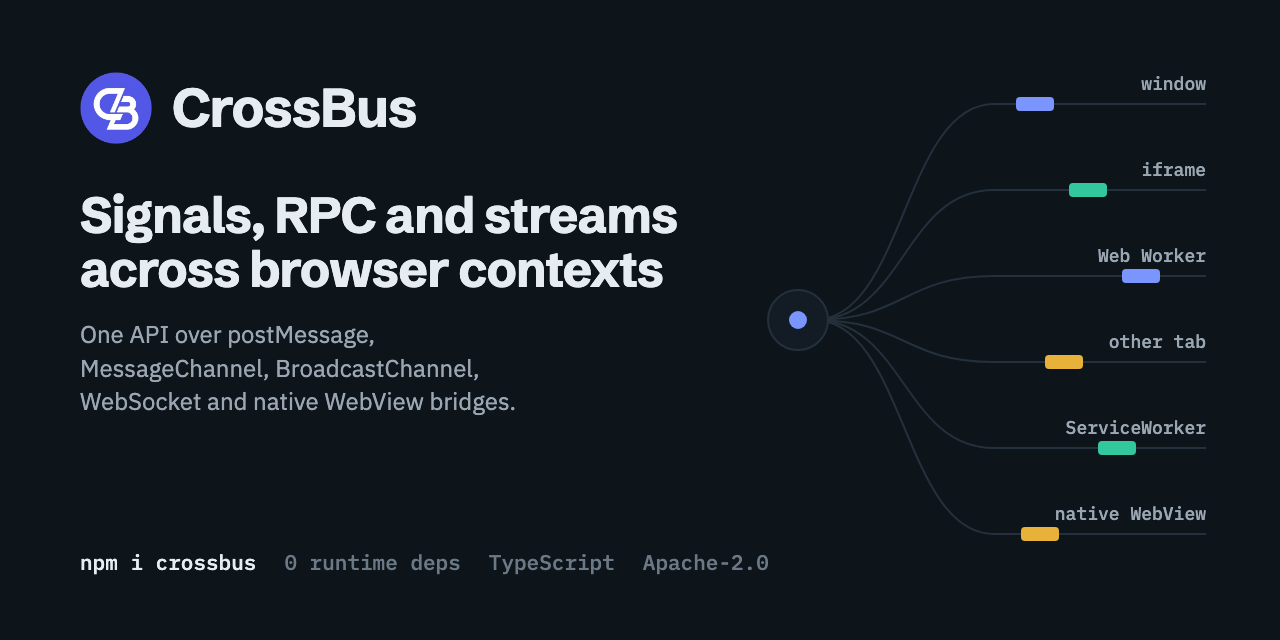 CB
CrossBus
Signals, RPC and streams
across browser contexts
One API over postMessage,
MessageChannel, BroadcastChannel,
WebSocket and native WebView bridges.
npm i crossbus 0 runtime deps TypeScript Apache-2.0
window
iframe
Web Worker
other tab
ServiceWorker
native WebView